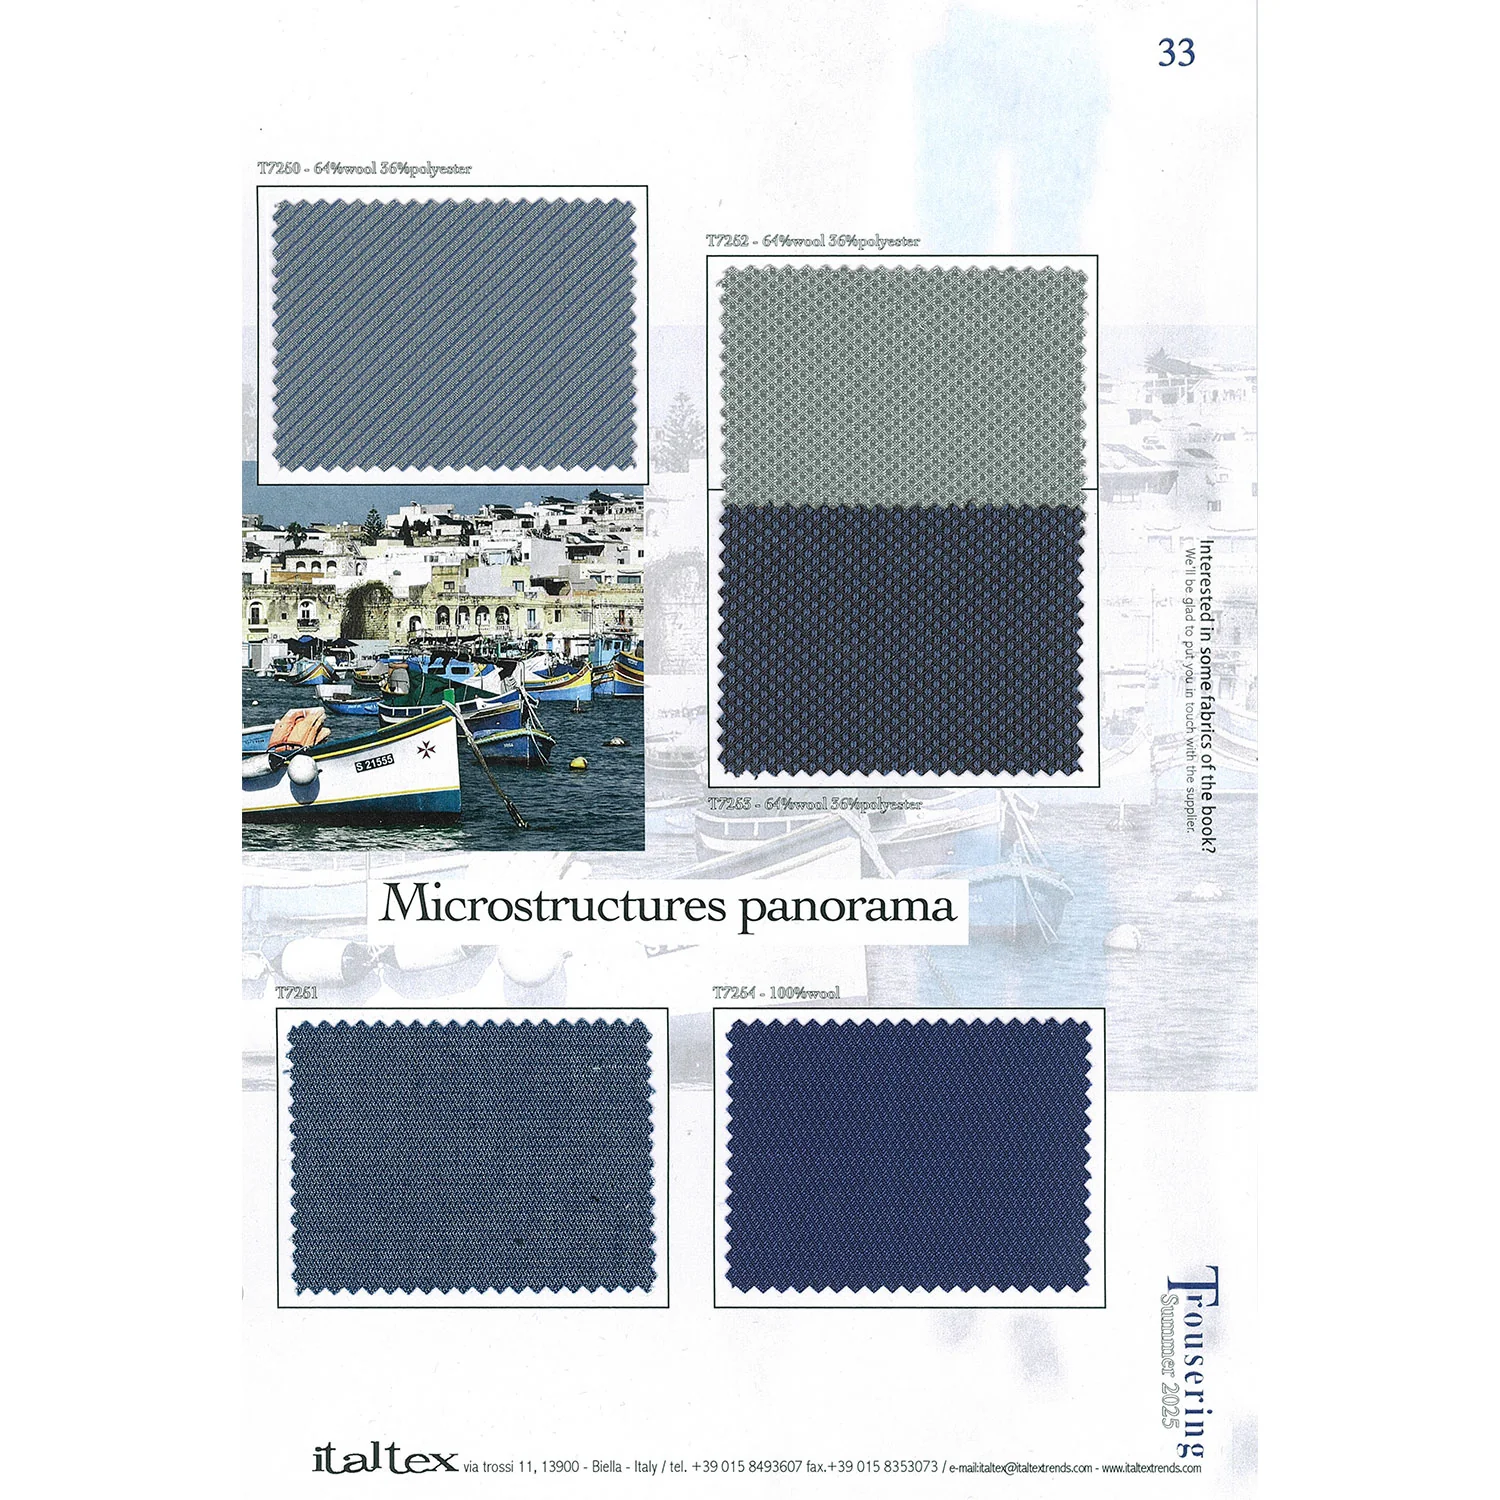 33
T7250 - 64%wool 36%polyester
T7252 - 64%wool 36%polyester
S 21555
T7253 - 64%wool 36%polyester
Interested in some fabrics of the book?
We'll be glad to put you in touch with the supplier.
Microstructures panorama
T7251
T7254 - 100%wool
Trousering
Summer 2025
italtex via trossi 11, 13900 - Biella - Italy / tel. +39 015 8493607 fax.+39 015 8353073 / e-mail:italtex@italtextrends.com - www.italtextrends.com